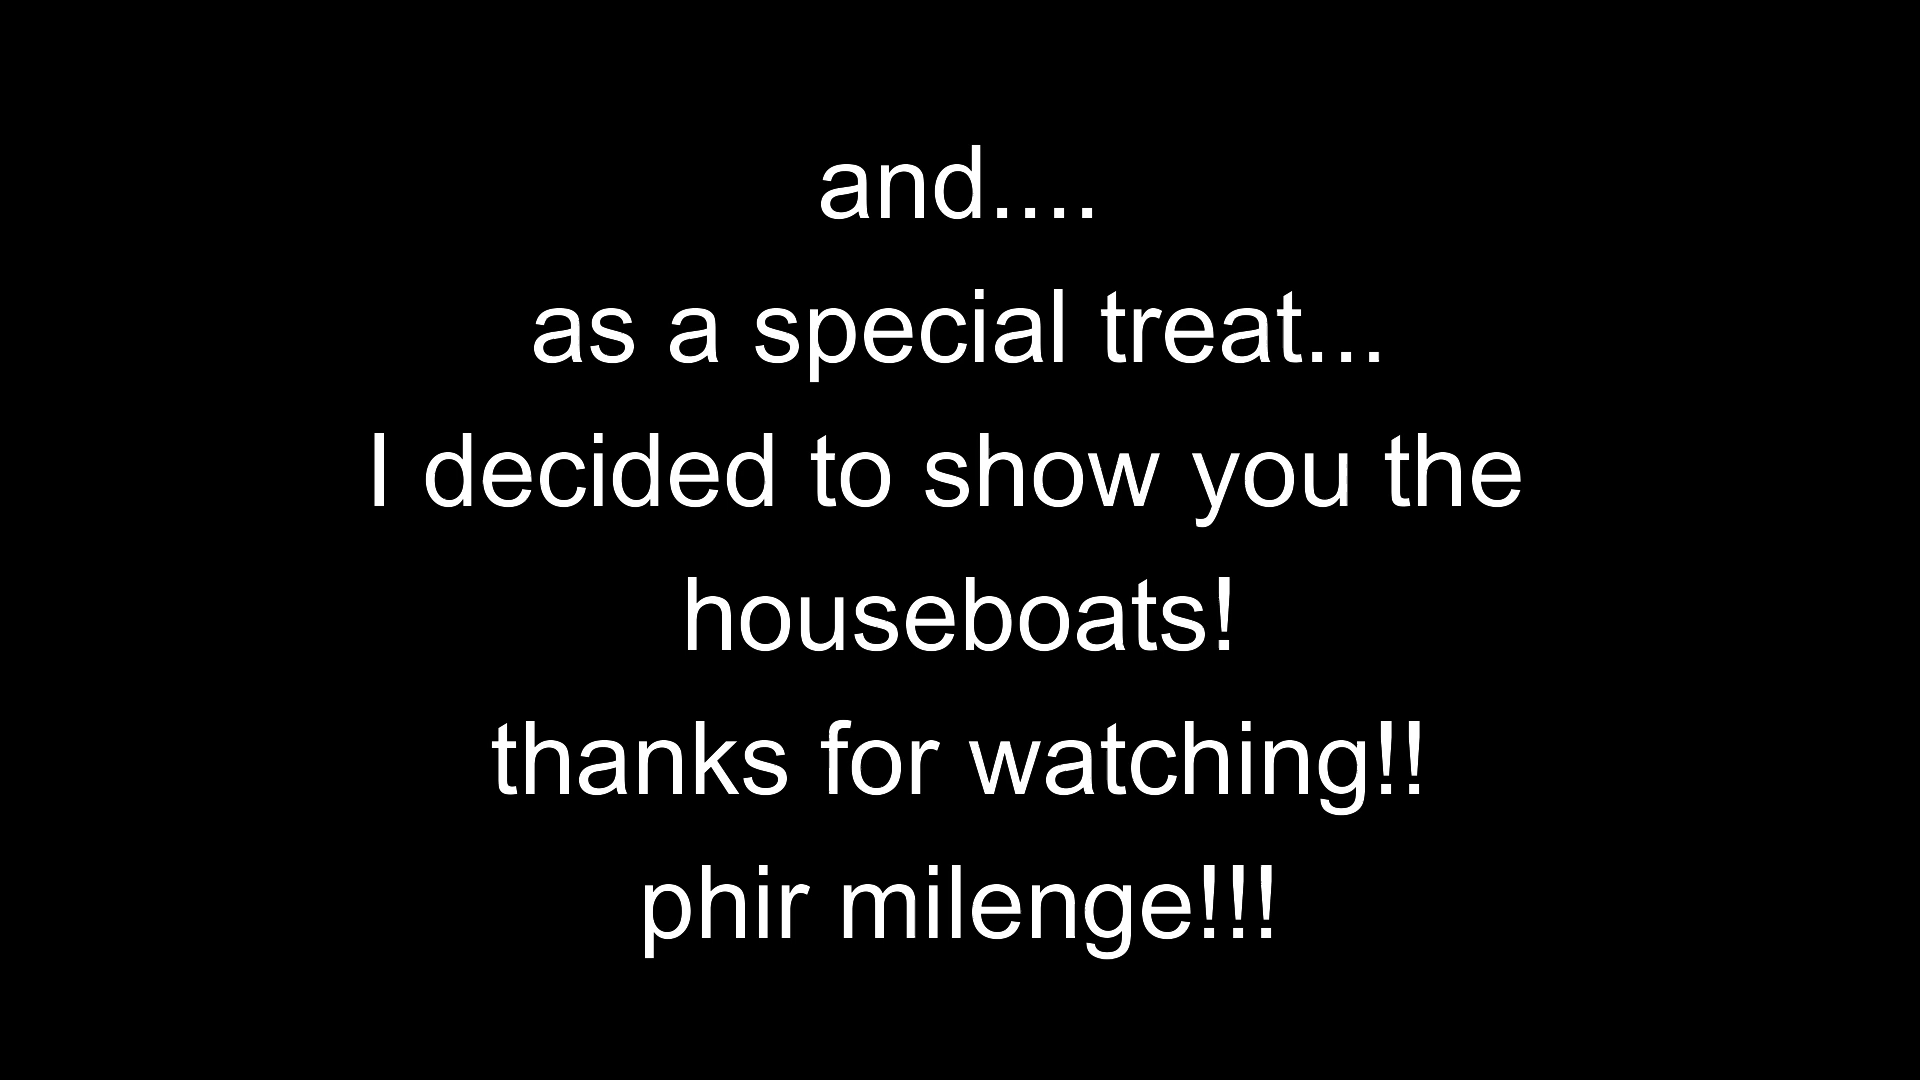 and....
as a special treat...
I decided to show you the
houseboats!
thanks for watching!!
phir milenge!!!